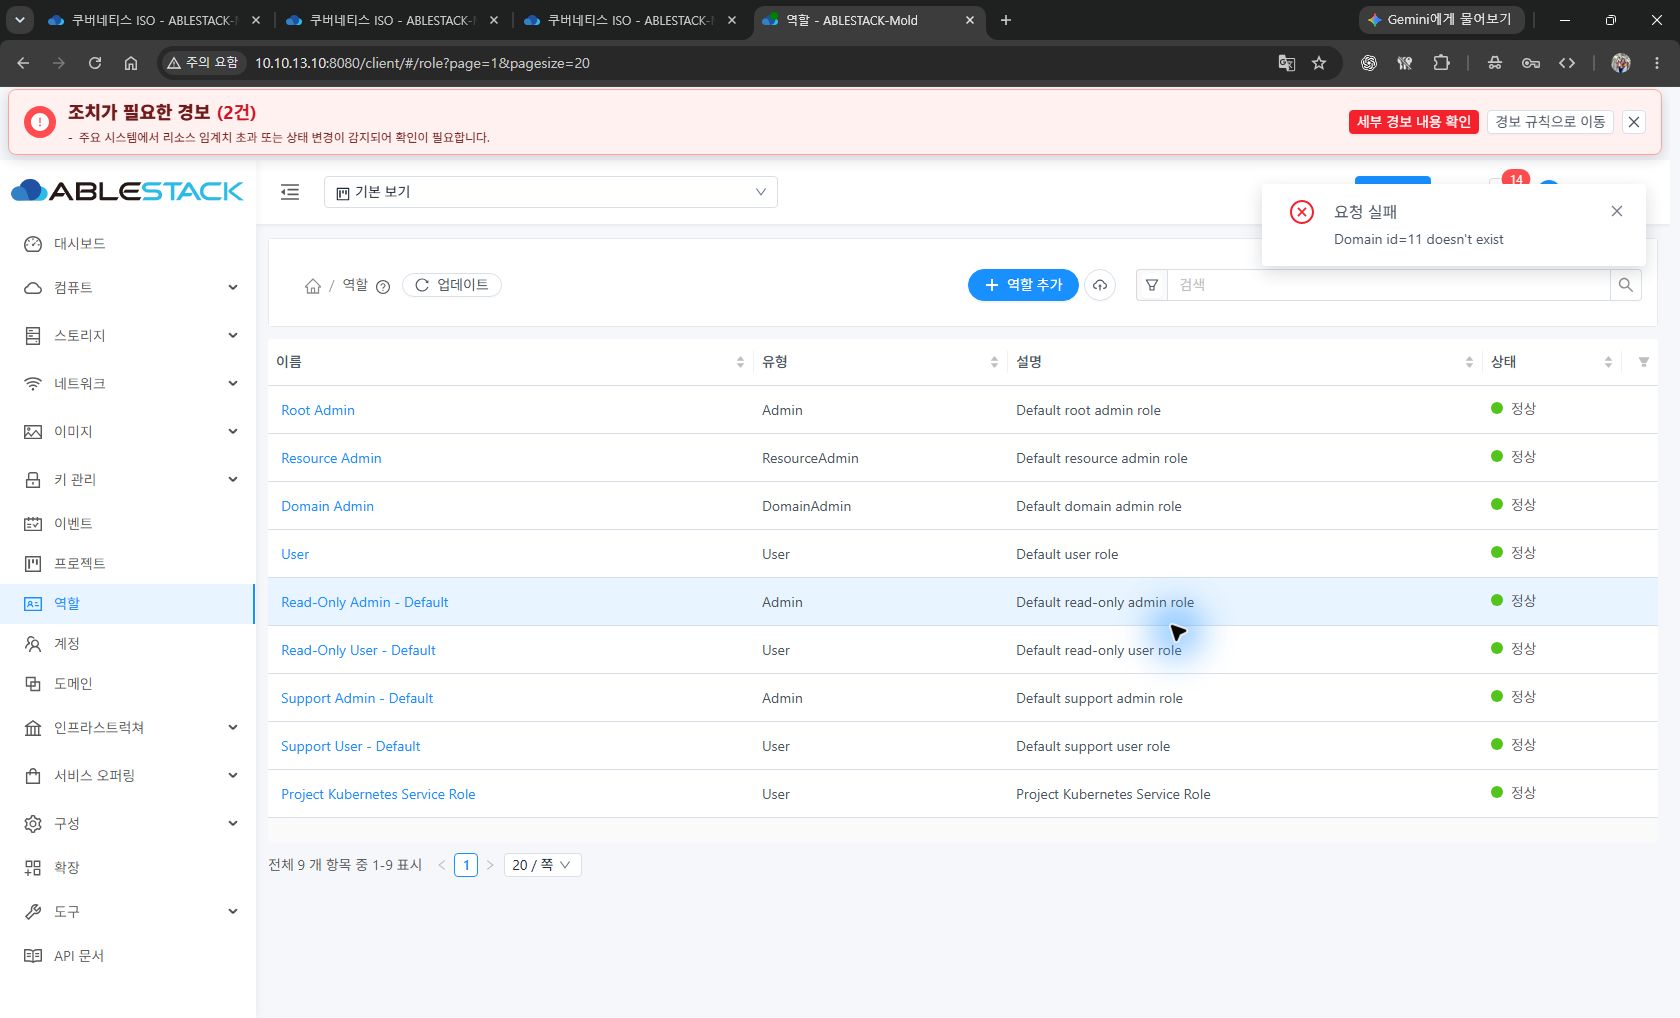 쿠버네티스 ISO - ABLESTACK-
쿠버네티스 ISO - ABLESTACK-
쿠버네티스 ISO - ABLESTACK-
역할 - ABLESTACK-Mold
Gemini에게 물어보기
주의 요함
10.10.13.10:8080/client/#/role?page=1&pagesize=20
조치가 필요한 경보 (2건)
- 주요 시스템에서 리소스 임계치 초과 또는 상태 변경이 감지되어 확인이 필요합니다.
세부 경보 내용 확인
경보 규칙으로 이동
ABLESTACK
기본 보기
14
요청 실패
Domain id=11 doesn't exist
대시보드
컴퓨트
스토리지
네트워크
이미지
키 관리
이벤트
프로젝트
역할
계정
도메인
인프라스트럭쳐
서비스 오퍼링
구성
확장
도구
API 문서
/ 역할
업데이트
역할 추가
검색
이름 유형 설명 상태
Root Admin Admin Default root admin role 정상
Resource Admin ResourceAdmin Default resource admin role 정상
Domain Admin DomainAdmin Default domain admin role 정상
User User Default user role 정상
Read-Only Admin - Default Admin Default read-only admin role 정상
Read-Only User - Default User Default read-only user role 정상
Support Admin - Default Admin Default support admin role 정상
Support User - Default User Default support user role 정상
Project Kubernetes Service Role User Project Kubernetes Service Role 정상
전체 9 개 항목 중 1-9 표시 < 1 > 20 / 쪽